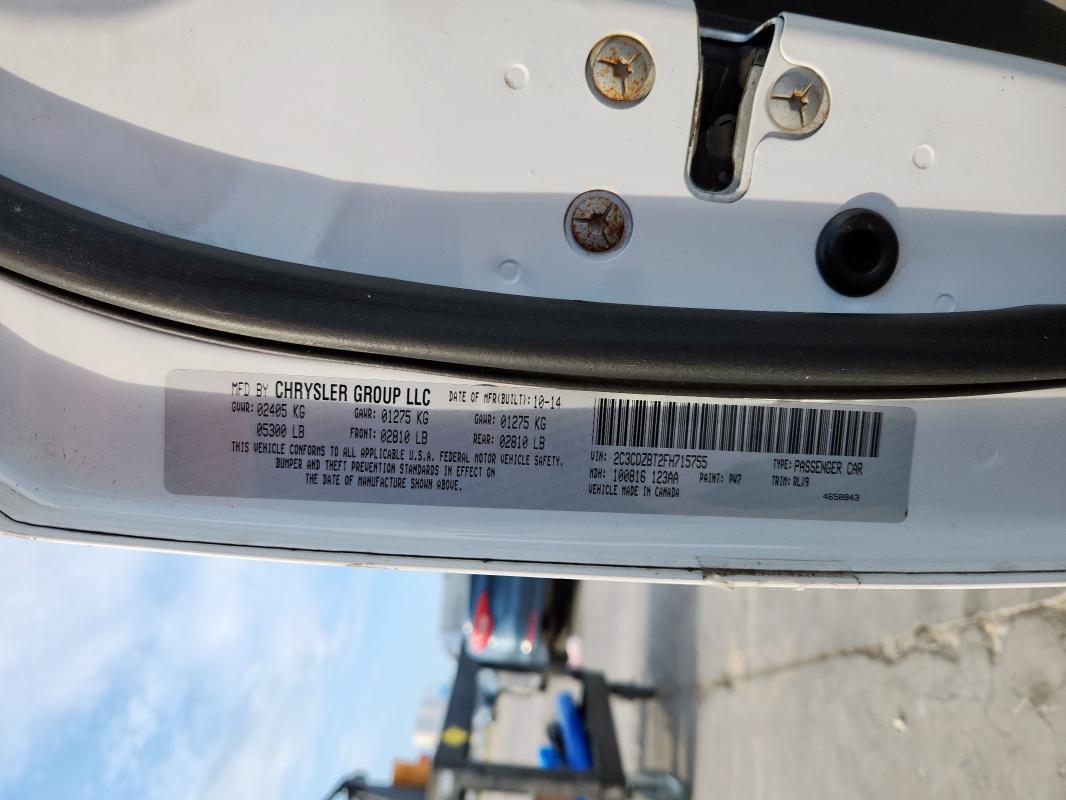 MFD BY CHRYSLER GROUP LLC DATE OF MFR(BUILT): 10-14
GVWR: 02405 KG GAWR: 01275 KG GAWR: 01275 KG
05300 LB FRONT: 02810 LB REAR: 02810 LB
THIS VEHICLE CONFORMS TO ALL APPLICABLE U.S.A. FEDERAL MOTOR VEHICLE SAFETY,
BUMPER AND THEFT PREVENTION STANDARDS IN EFFECT ON
THE DATE OF MANUFACTURE SHOWN ABOVE.
VIN: 2C3CDZBT2FH715755 TYPE: PASSENGER CAR
MDH: 100816 123AA PAINT: PW7 TRIM: RLX9
VEHICLE MADE IN CANADA 4658843